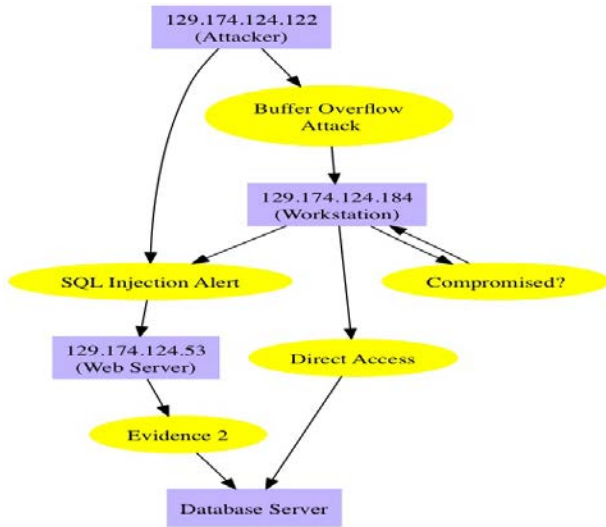 129.174.124.122
(Attacker)
Buffer Overflow
Attack
129.174.124.184
(Workstation)
SQL Injection Alert
Compromised?
129.174.124.53
(Web Server)
Direct Access
Evidence 2
Database Server